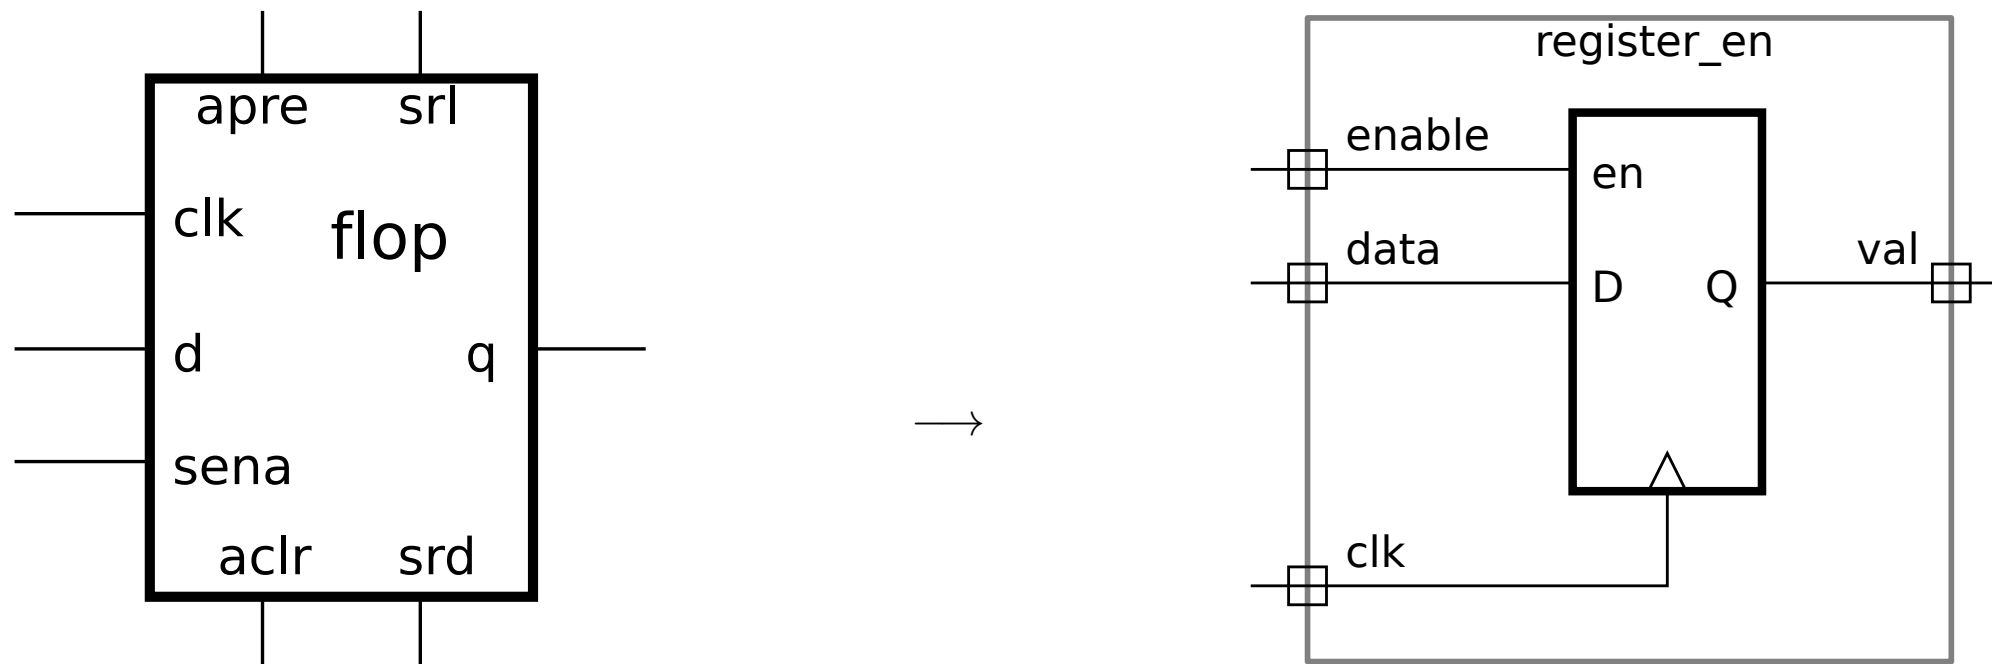 apre srl
clk flop
d q
sena
aclr srd
register_en
enable
en
data val
D Q
clk